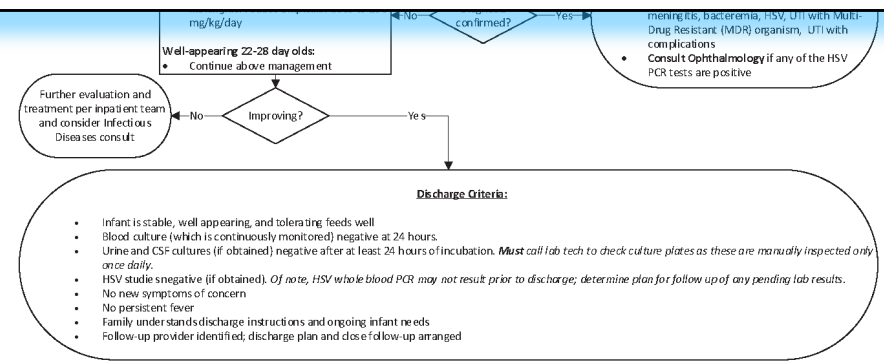 mg/kg/day
No
confirmed?
Yes
meningitis, bacteremia, HSV, UTI with Multi-
Drug Resistant (MDR) organism, UTI with
complications
• Consult Ophthalmology if any of the HSV
PCR tests are positive
Well-appearing 22-28 day olds:
• Continue above management
Further evaluation and
treatment per inpatient team
and consider Infectious
Diseases consult
No
Improving?
Yes
Discharge Criteria:
• Infant is stable, well appearing, and tolerating feeds well
• Blood culture (which is continuously monitored) negative at 24 hours.
• Urine and CSF cultures (if obtained) negative after at least 24 hours of incubation. Must call lab tech to check culture plates as these are manually inspected only
once daily.
• HSV studies negative (if obtained). Of note, HSV whole blood PCR may not result prior to discharge; determine plan for follow up of any pending lab results.
• No new symptoms of concern
• No persistent fever
• Family understands discharge instructions and ongoing infant needs
• Follow-up provider identified; discharge plan and close follow-up arranged